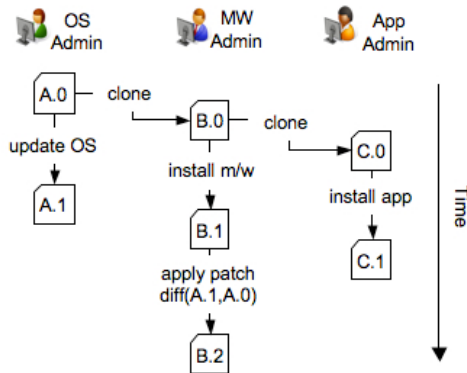 OS
Admin
MW
Admin
App
Admin
A.0
clone
B.0
clone
C.0
update OS
install m/w
install app
A.1
B.1
C.1
apply patch
diff(A.1,A.0)
B.2
Time